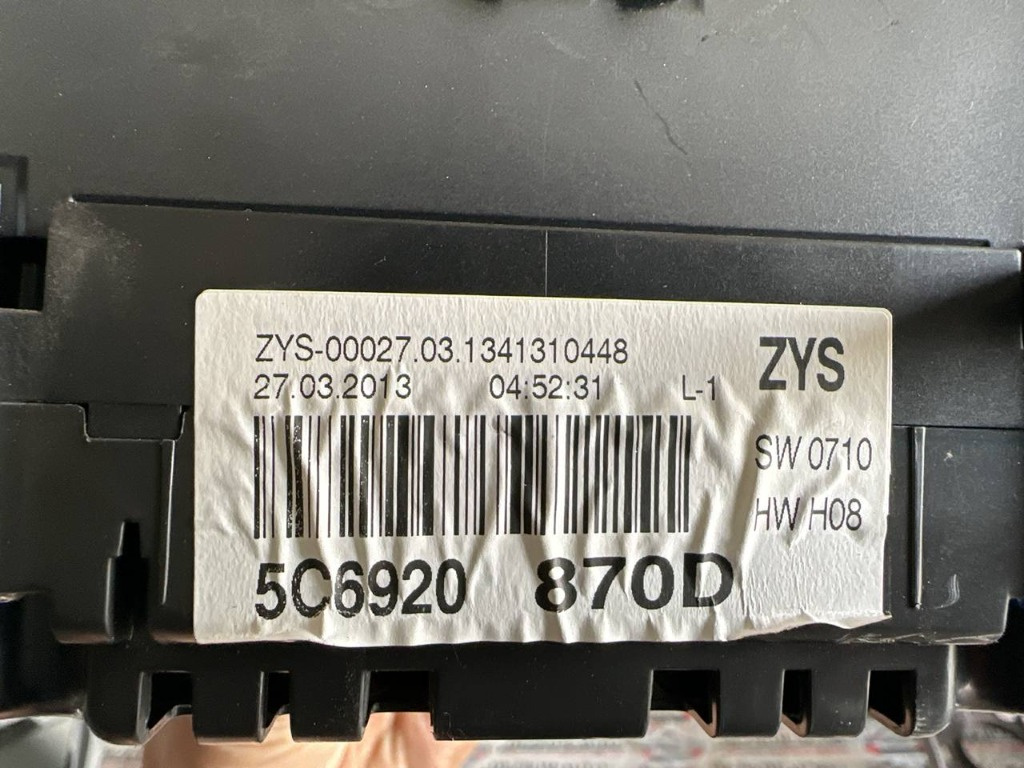 ZYS-00027.03.1341310448
27.03.2013 04:52:31 L-1
ZYS
SW 0710
HW H08
5C6920 870D